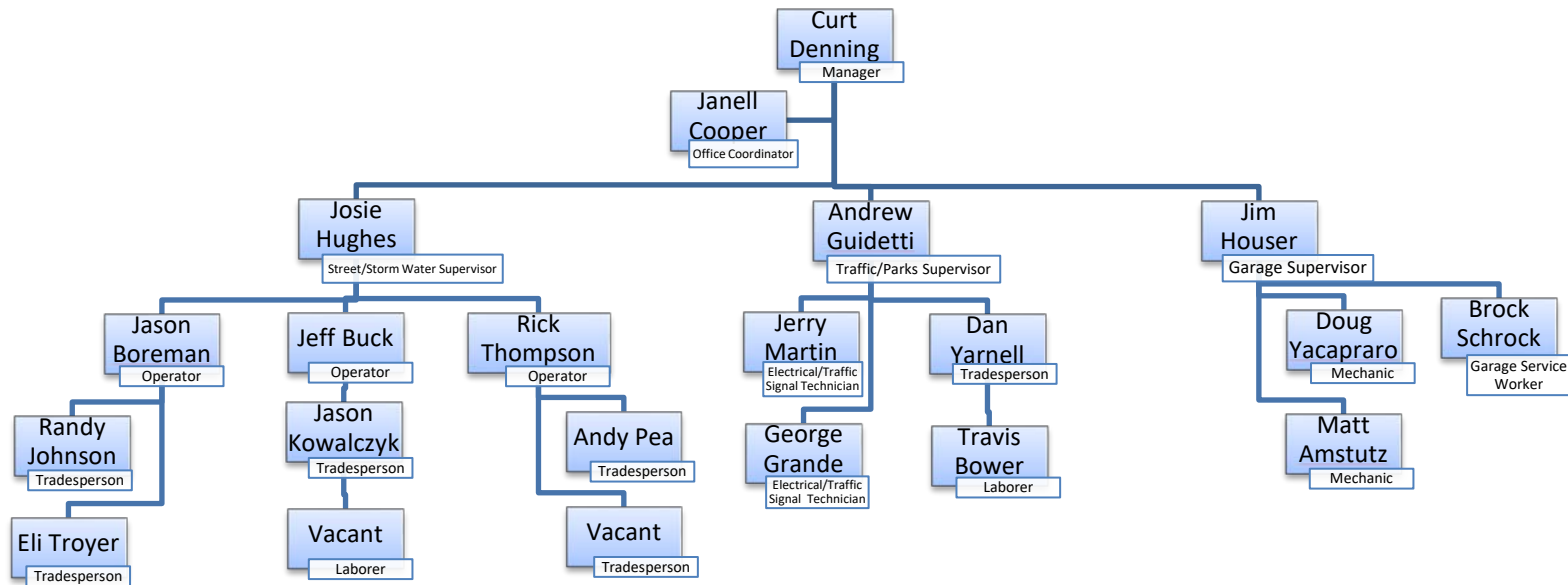 Curt
Denning
Manager
Janell
Cooper
Office Coordinator
Josie
Hughes
Street/Storm Water Supervisor
Andrew
Guidetti
Traffic/Parks Supervisor
Jim
Houser
Garage Supervisor
Jason
Boreman
Operator
Jeff Buck
Operator
Rick
Thompson
Operator
Jerry
Martin
Electrical/Traffic
Signal Technician
Dan
Yarnell
Tradesperson
Doug
Yacapraro
Mechanic
Brock
Schrock
Garage Service
Worker
Randy
Johnson
Tradesperson
Jason
Kowalczyk
Tradesperson
Andy Pea
Tradesperson
George
Grande
Electrical/Traffic
Signal Technician
Travis
Bower
Laborer
Matt
Amstutz
Mechanic
Eli Troyer
Tradesperson
Vacant
Laborer
Vacant
Tradesperson